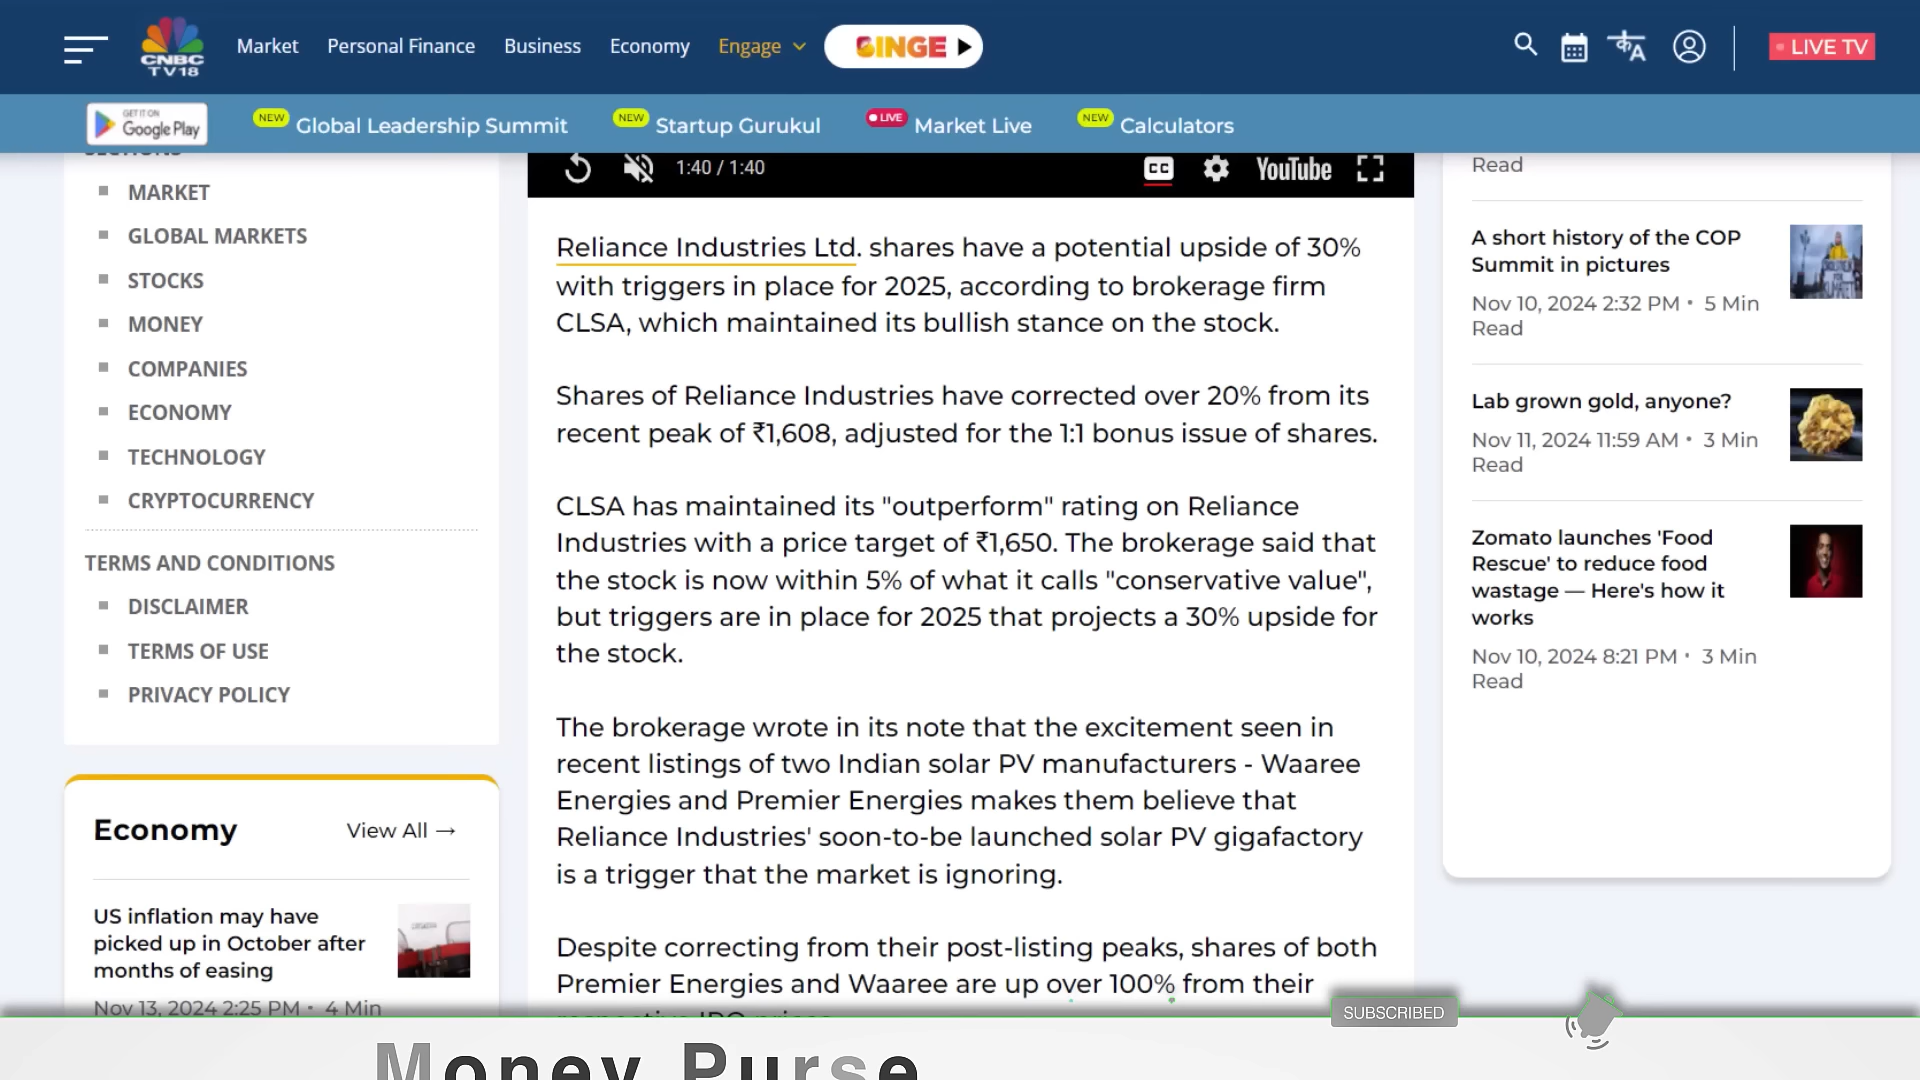 CNBC
TV18
Market
Personal Finance
Business
Economy
Engage
BINGE
LIVE TV
GET IT ON
Google Play
NEW
Global Leadership Summit
NEW
Startup Gurukul
LIVE
Market Live
NEW
Calculators
SECTIONS
MARKET
GLOBAL MARKETS
STOCKS
MONEY
COMPANIES
ECONOMY
TECHNOLOGY
CRYPTOCURRENCY
TERMS AND CONDITIONS
DISCLAIMER
TERMS OF USE
PRIVACY POLICY
Economy
View All →
US inflation may have
picked up in October after
months of easing
Nov 13, 2024 2:25 PM • 4 Min
1:40 / 1:40
CC
YouTube
Reliance Industries Ltd. shares have a potential upside of 30%
with triggers in place for 2025, according to brokerage firm
CLSA, which maintained its bullish stance on the stock.
Shares of Reliance Industries have corrected over 20% from its
recent peak of ₹1,608, adjusted for the 1:1 bonus issue of shares.
CLSA has maintained its "outperform" rating on Reliance
Industries with a price target of ₹1,650. The brokerage said that
the stock is now within 5% of what it calls "conservative value",
but triggers are in place for 2025 that projects a 30% upside for
the stock.
The brokerage wrote in its note that the excitement seen in
recent listings of two Indian solar PV manufacturers - Waaree
Energies and Premier Energies makes them believe that
Reliance Industries' soon-to-be launched solar PV gigafactory
is a trigger that the market is ignoring.
Despite correcting from their post-listing peaks, shares of both
Premier Energies and Waaree are up over 100% from their
respective IPO prices.
Read
A short history of the COP
Summit in pictures
Nov 10, 2024 2:32 PM • 5 Min
Read
Lab grown gold, anyone?
Nov 11, 2024 11:59 AM • 3 Min
Read
Zomato launches 'Food
Rescue' to reduce food
wastage — Here's how it
works
Nov 10, 2024 8:21 PM • 3 Min
Read
SUBSCRIBED
Money Purse